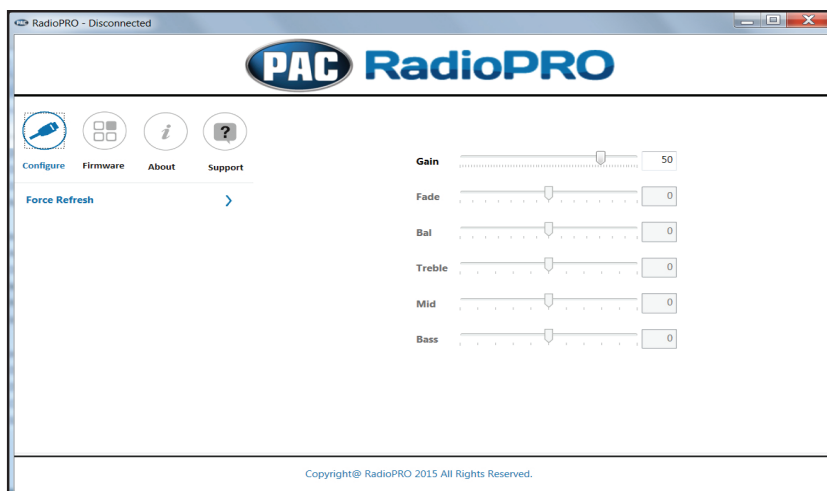 RadioPRO - Disconnected
PAC RadioPRO
Configure Firmware About Support
Force Refresh
Gain 50
Fade 0
Bal 0
Treble 0
Mid 0
Bass 0
Copyright@ RadioPRO 2015 All Rights Reserved.